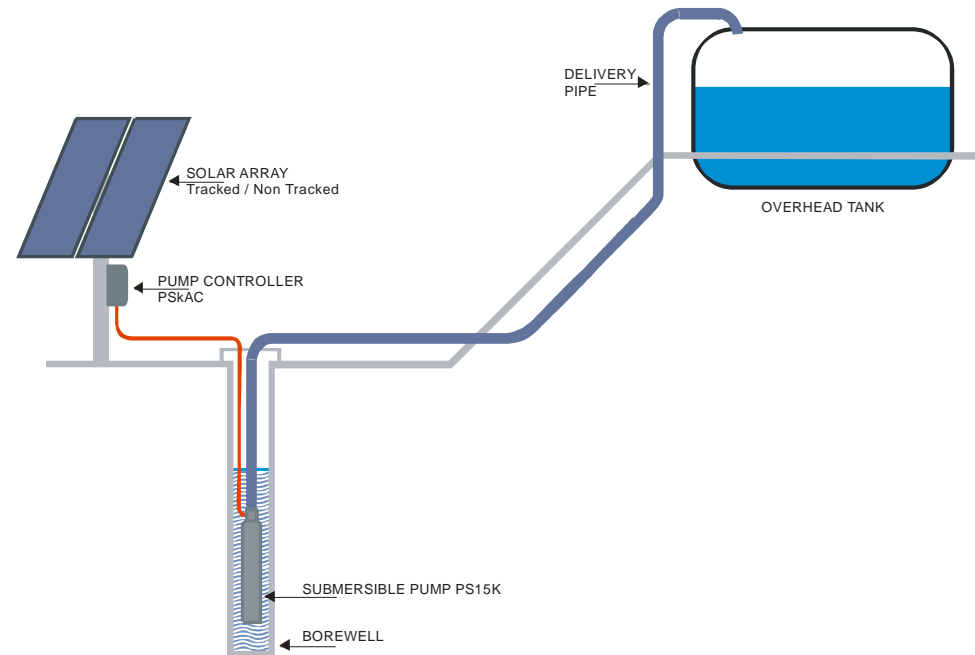 DELIVERY
PIPE
SOLAR ARRAY
Tracked / Non Tracked
OVERHEAD TANK
PUMP CONTROLLER
PSkAC
SUBMERSIBLE PUMP PS15K
BOREWELL